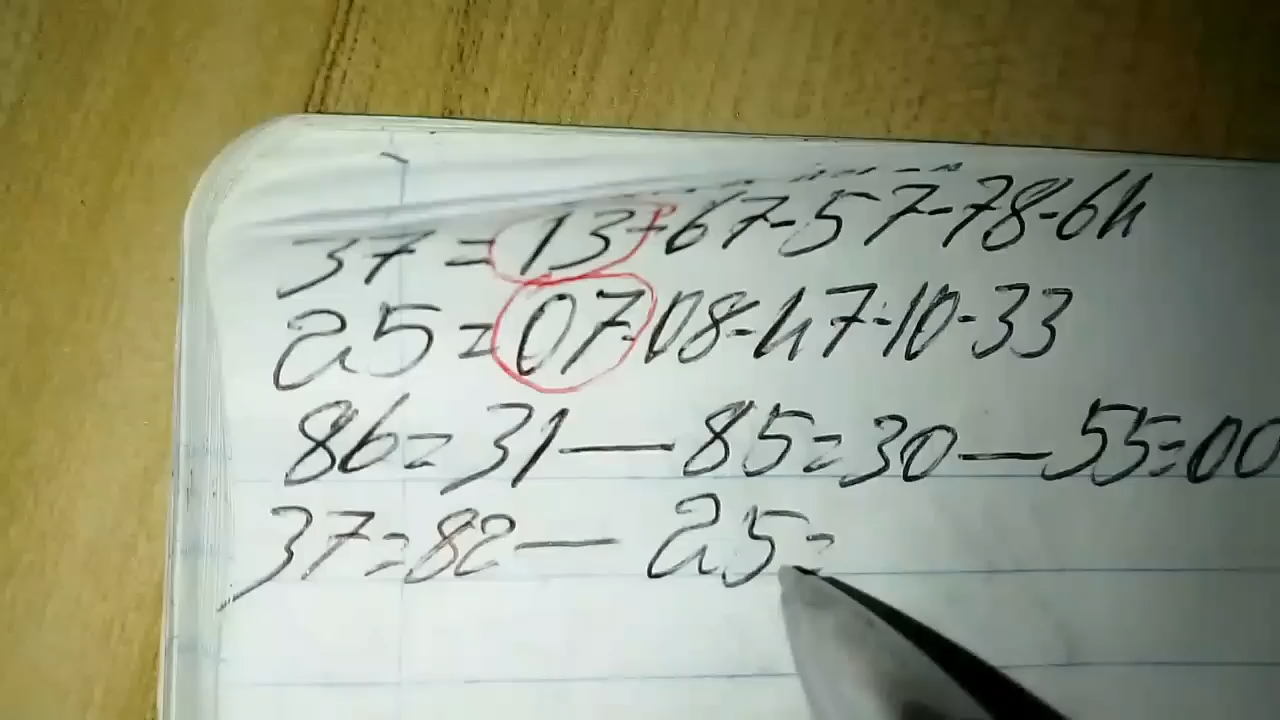 37 = 13-67-57-78-64
25 = 07-08-47-10-33
86=31—85=30—55=00
37=82— 25=